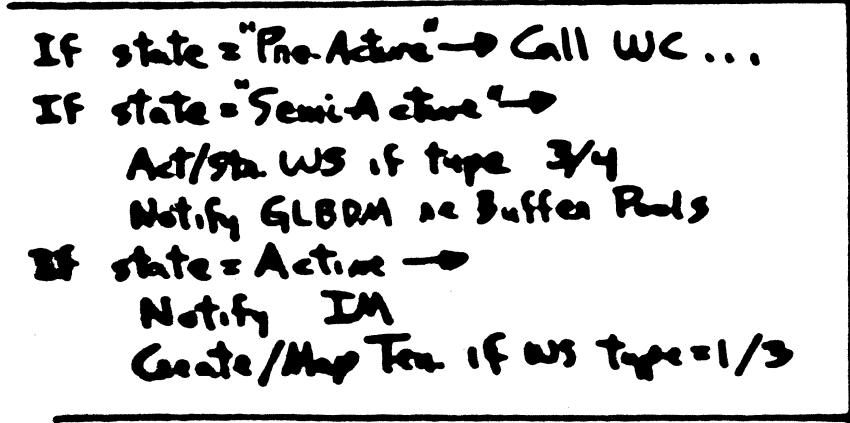 If state="Pre-Active"→ Call WC...
If state="Semi-Active"→
Act/Sta. WS if type 3/4
Notify GLBDM re Buffer Pools
If state=Active →
Notify IM
Create/Map Ten. if WS type=1/3